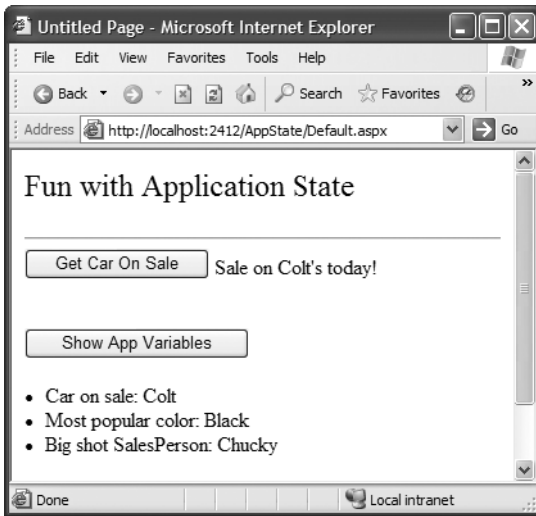 Untitled Page - Microsoft Internet Explorer
File Edit View Favorites Tools Help
Back Search Favorites »
Address http://localhost:2412/AppState/Default.aspx Go
Fun with Application State
Get Car On Sale Sale on Colt's today!
Show App Variables
• Car on sale: Colt
• Most popular color: Black
• Big shot SalesPerson: Chucky
Done Local intranet